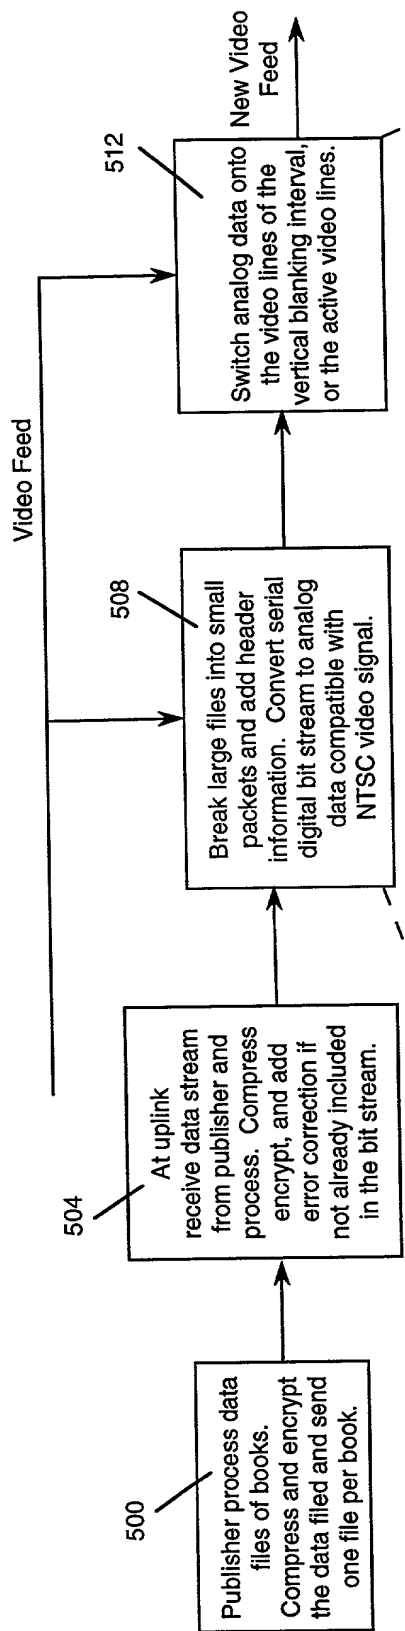 500
Publisher process data
files of books.
Compress and encrypt
the data filed and send
one file per book.
504
At uplink
receive data stream
from publisher and
process. Compress
encrypt, and add
error correction if
not already included
in the bit stream.
Video Feed
508
Break large files into small
packets and add header
information. Convert serial
digital bit stream to analog
data compatible with
NTSC video signal.
512
Switch analog data onto
the video lines of the
vertical blanking interval,
or the active video lines.
New Video
Feed